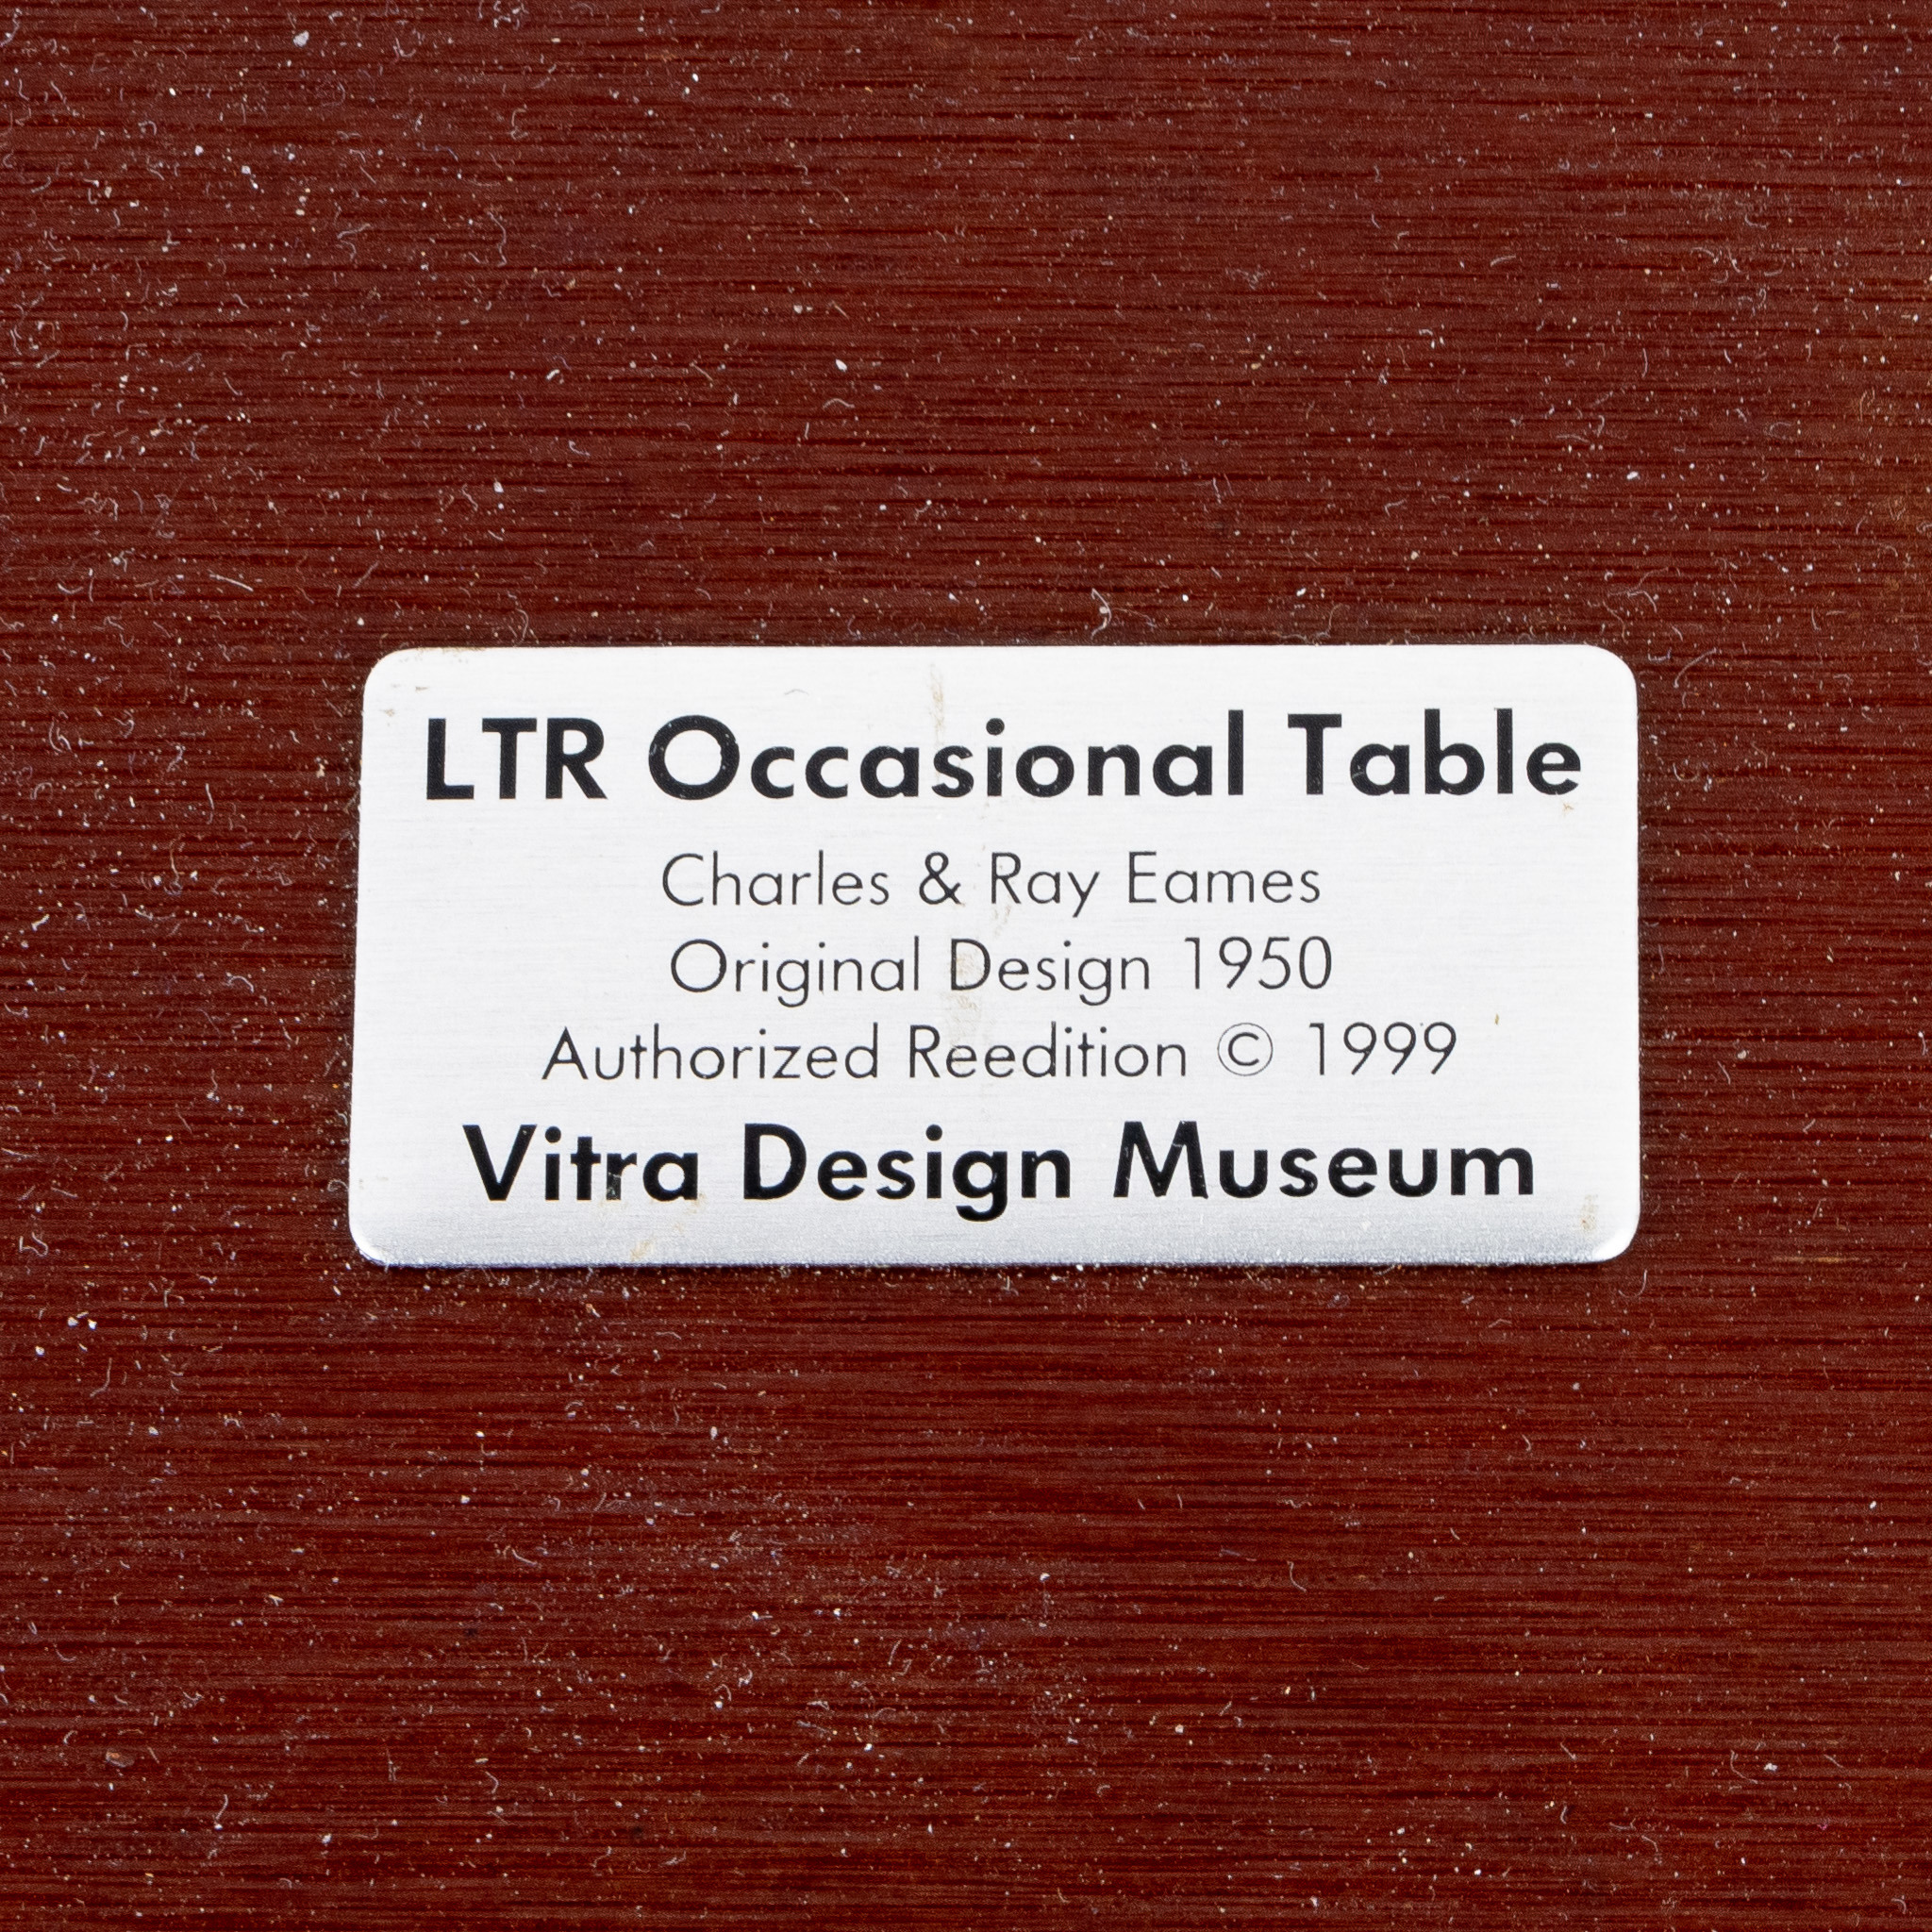 LTR Occasional Table
Charles & Ray Eames
Original Design 1950
Authorized Reedition © 1999
Vitra Design Museum